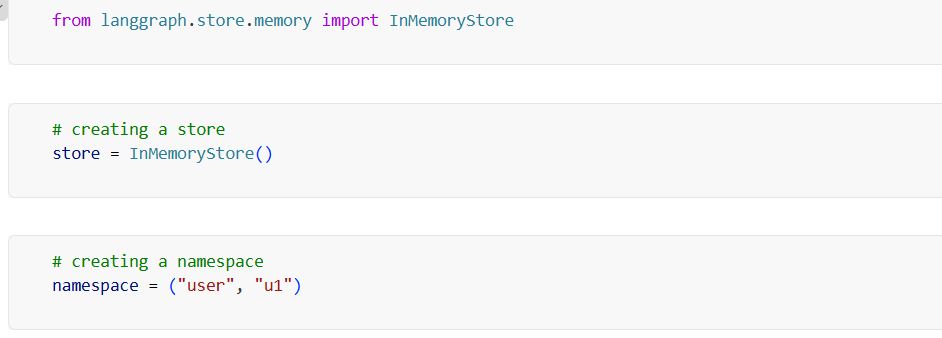 from langgraph.store.memory import InMemoryStore
# creating a store
store = InMemoryStore()
# creating a namespace
namespace = ("user", "u1")